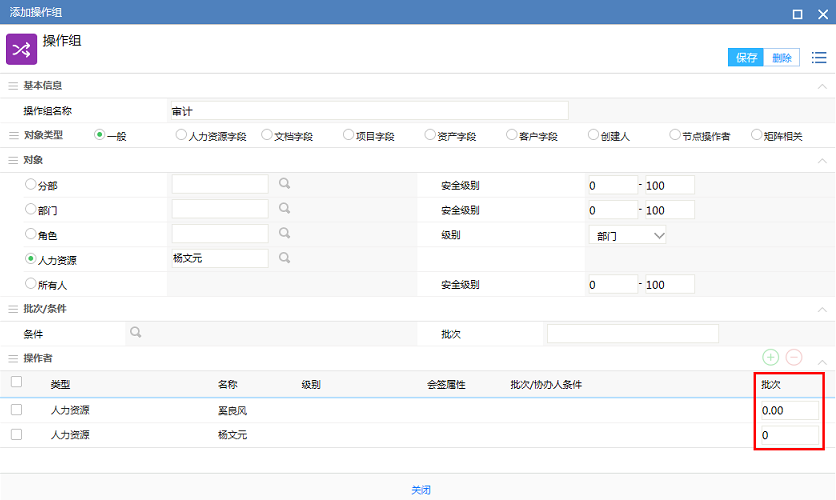 添加操作组
操作组
保存 删除
基本信息
操作组名称 审计
对象类型 一般 人力资源字段 文档字段 项目字段 资产字段 客户字段 创建人 节点操作者 矩阵相关
对象
分部 安全级别 0 - 100
部门 安全级别 0 - 100
角色 级别 部门
人力资源 杨文元
所有人 安全级别 0 - 100
批次/条件
条件 批次
操作者
类型 名称 级别 会签属性 批次/协办人条件 批次
人力资源 奚良风 0.00
人力资源 杨文元 0
关闭